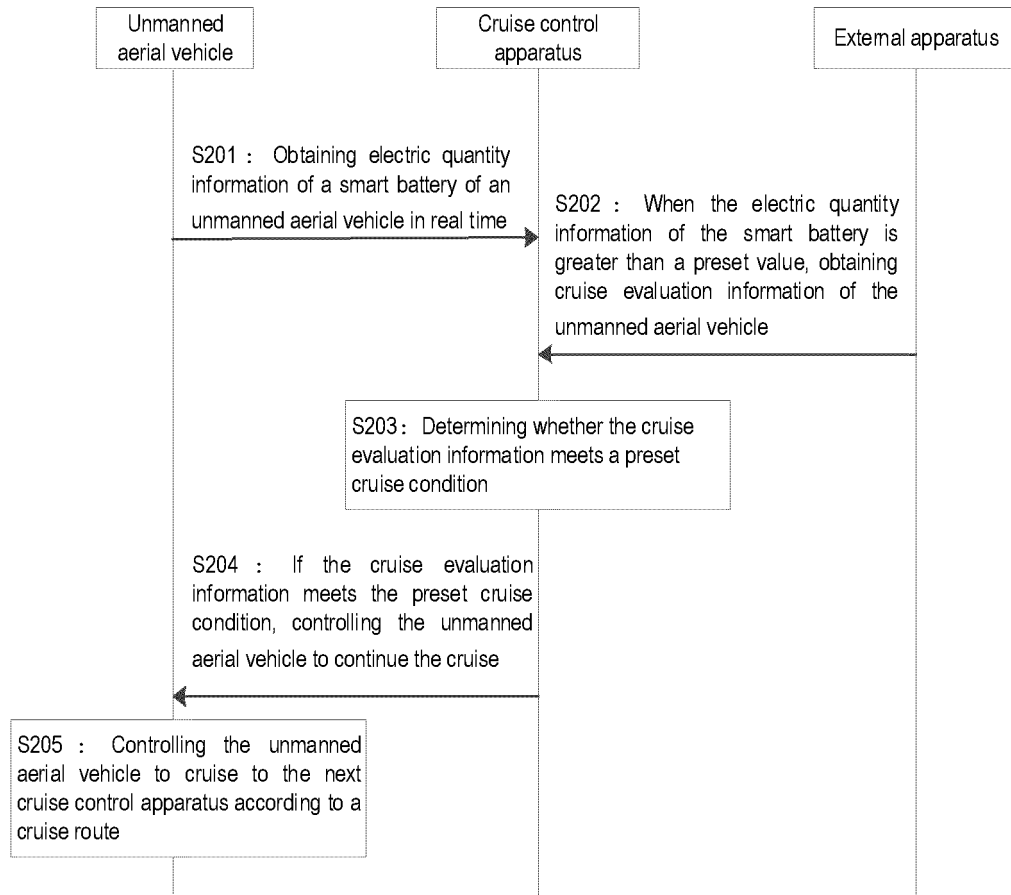 Unmanned
aerial vehicle
Cruise control
apparatus
External apparatus
S201 : Obtaining electric quantity
information of a smart battery of an
unmanned aerial vehicle in real time
S202 : When the electric quantity
information of the smart battery is
greater than a preset value, obtaining
cruise evaluation information of the
unmanned aerial vehicle
S203: Determining whether the cruise
evaluation information meets a preset
cruise condition
S204 : If the cruise evaluation
information meets the preset cruise
condition, controlling the unmanned
aerial vehicle to continue the cruise
S205 : Controlling the unmanned
aerial vehicle to cruise to the next
cruise control apparatus according to a
cruise route